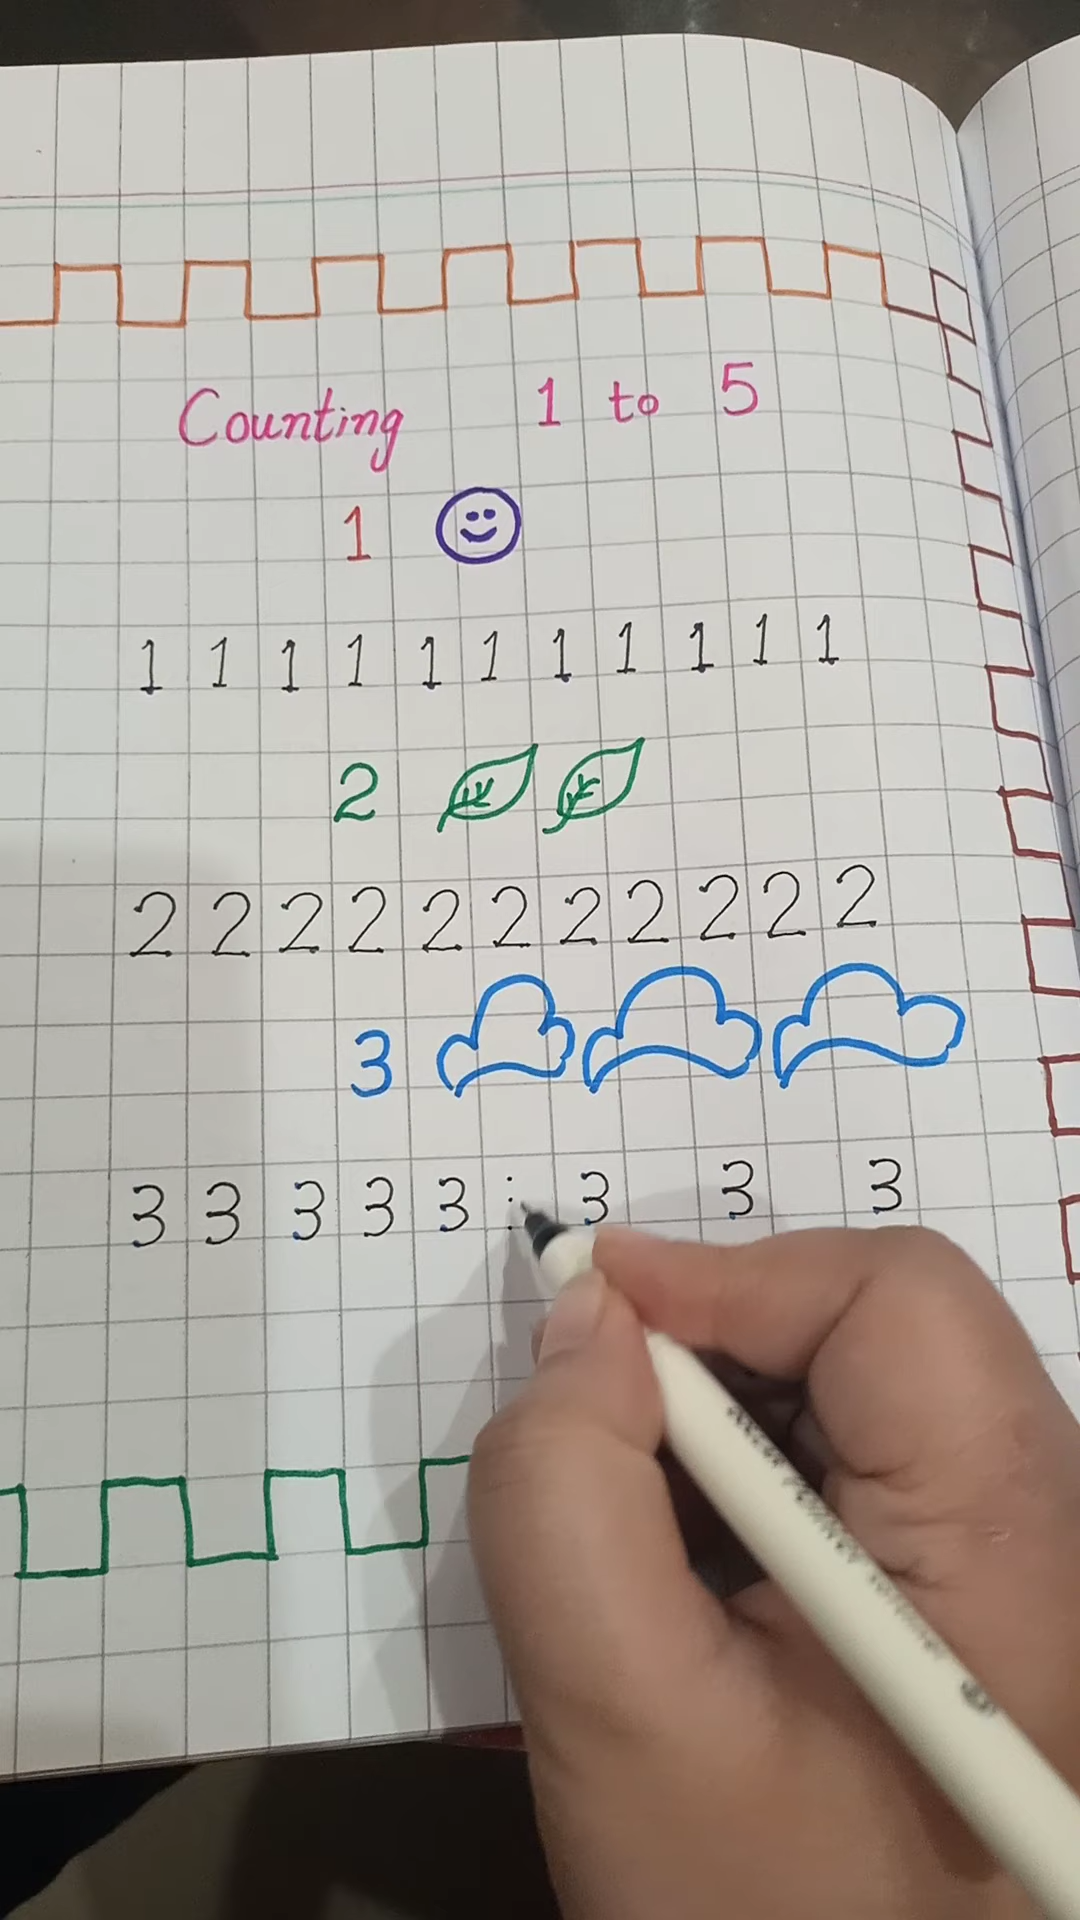 Counting 1 to 5
1
1 1 1 1 1 1 1 1 1 1 1
2
2 2 2 2 2 2 2 2 2 2 2
3
3 3 3 3 3 3 3 3